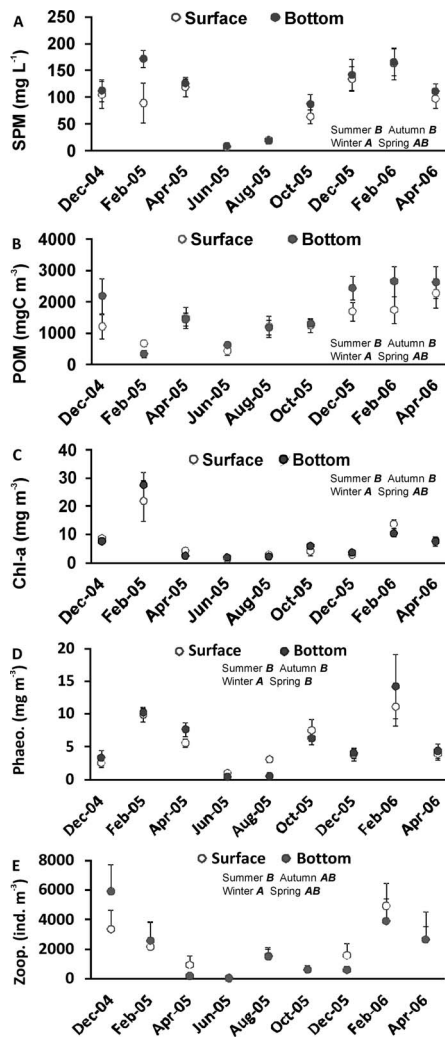 A
Surface Bottom
SPM (mg L⁻¹)
250
200
150
100
50
0
Summer B Autumn B
Winter A Spring AB
Dec-04 Feb-05 Apr-05 Jun-05 Aug-05 Oct-05 Dec-05 Feb-06 Apr-06
B
Surface Bottom
POM (mgC m⁻³)
4000
3000
2000
1000
0
Summer B Autumn B
Winter A Spring AB
Dec-04 Feb-05 Apr-05 Jun-05 Aug-05 Oct-05 Dec-05 Feb-06 Apr-06
C
Surface Bottom
Chl-a (mg m⁻³)
40
30
20
10
0
Summer B Autumn B
Winter A Spring AB
Dec-04 Feb-05 Apr-05 Jun-05 Aug-05 Oct-05 Dec-05 Feb-06 Apr-06
D
Surface Bottom
Phaeo. (mg m⁻³)
20
15
10
5
0
Summer B Autumn B
Winter A Spring B
Dec-04 Feb-05 Apr-05 Jun-05 Aug-05 Oct-05 Dec-05 Feb-06 Apr-06
E
Surface Bottom
Zoop. (ind. m⁻³)
8000
6000
4000
2000
0
Summer B Autumn AB
Winter A Spring AB
Dec-04 Feb-05 Apr-05 Jun-05 Aug-05 Oct-05 Dec-05 Feb-06 Apr-06